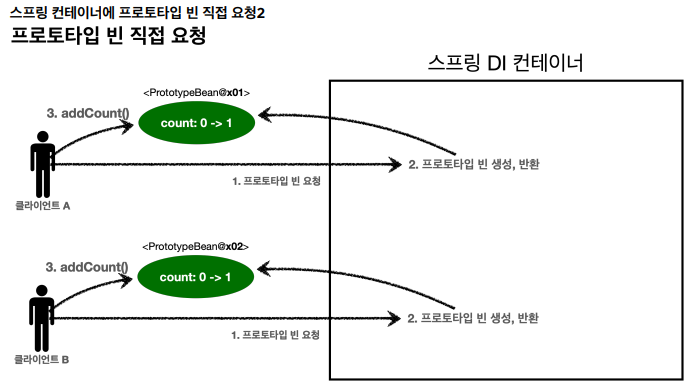 스프링 컨테이너에 프로토타입 빈 직접 요청2
프로토타입 빈 직접 요청
스프링 DI 컨테이너
<PrototypeBean@x01>
3. addCount()
count: 0 -> 1
2. 프로토타입 빈 생성, 반환
1. 프로토타입 빈 요청
클라이언트 A
<PrototypeBean@x02>
3. addCount()
count: 0 -> 1
2. 프로토타입 빈 생성, 반환
1. 프로토타입 빈 요청
클라이언트 B